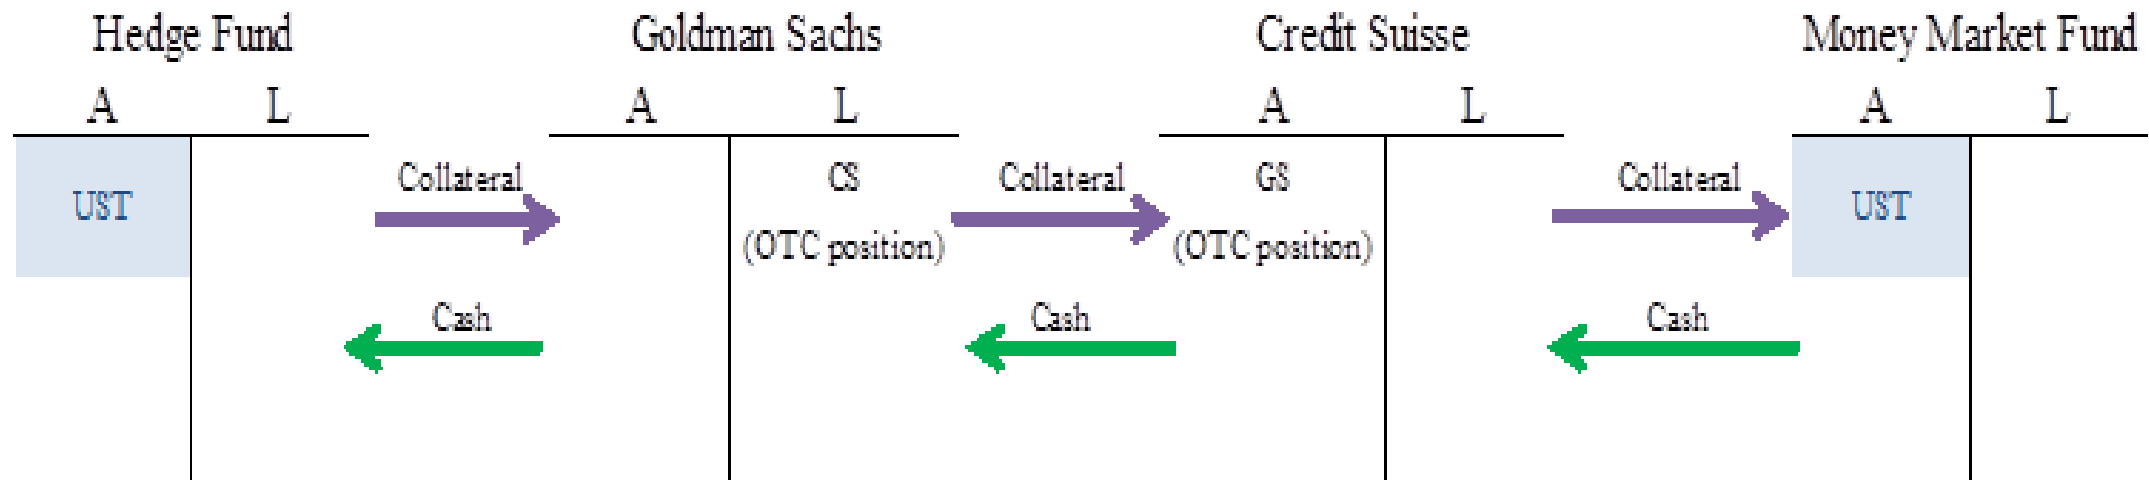 Hedge Fund Goldman Sachs Credit Suisse Money Market Fund
A L A L A L A L
Collateral CS Collateral GS Collateral
UST UST
(OTC position) (OTC position)
Cash Cash Cash